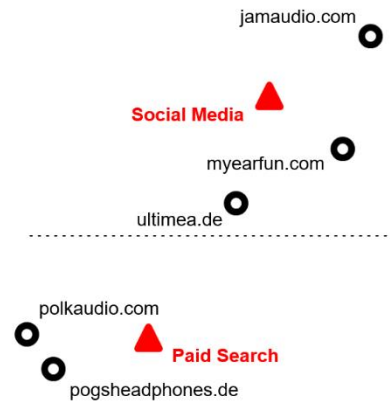 jamaudio.com
Social Media
myearfun.com
ultimea.de
polkaudio.com
Paid Search
pogsheadphones.de